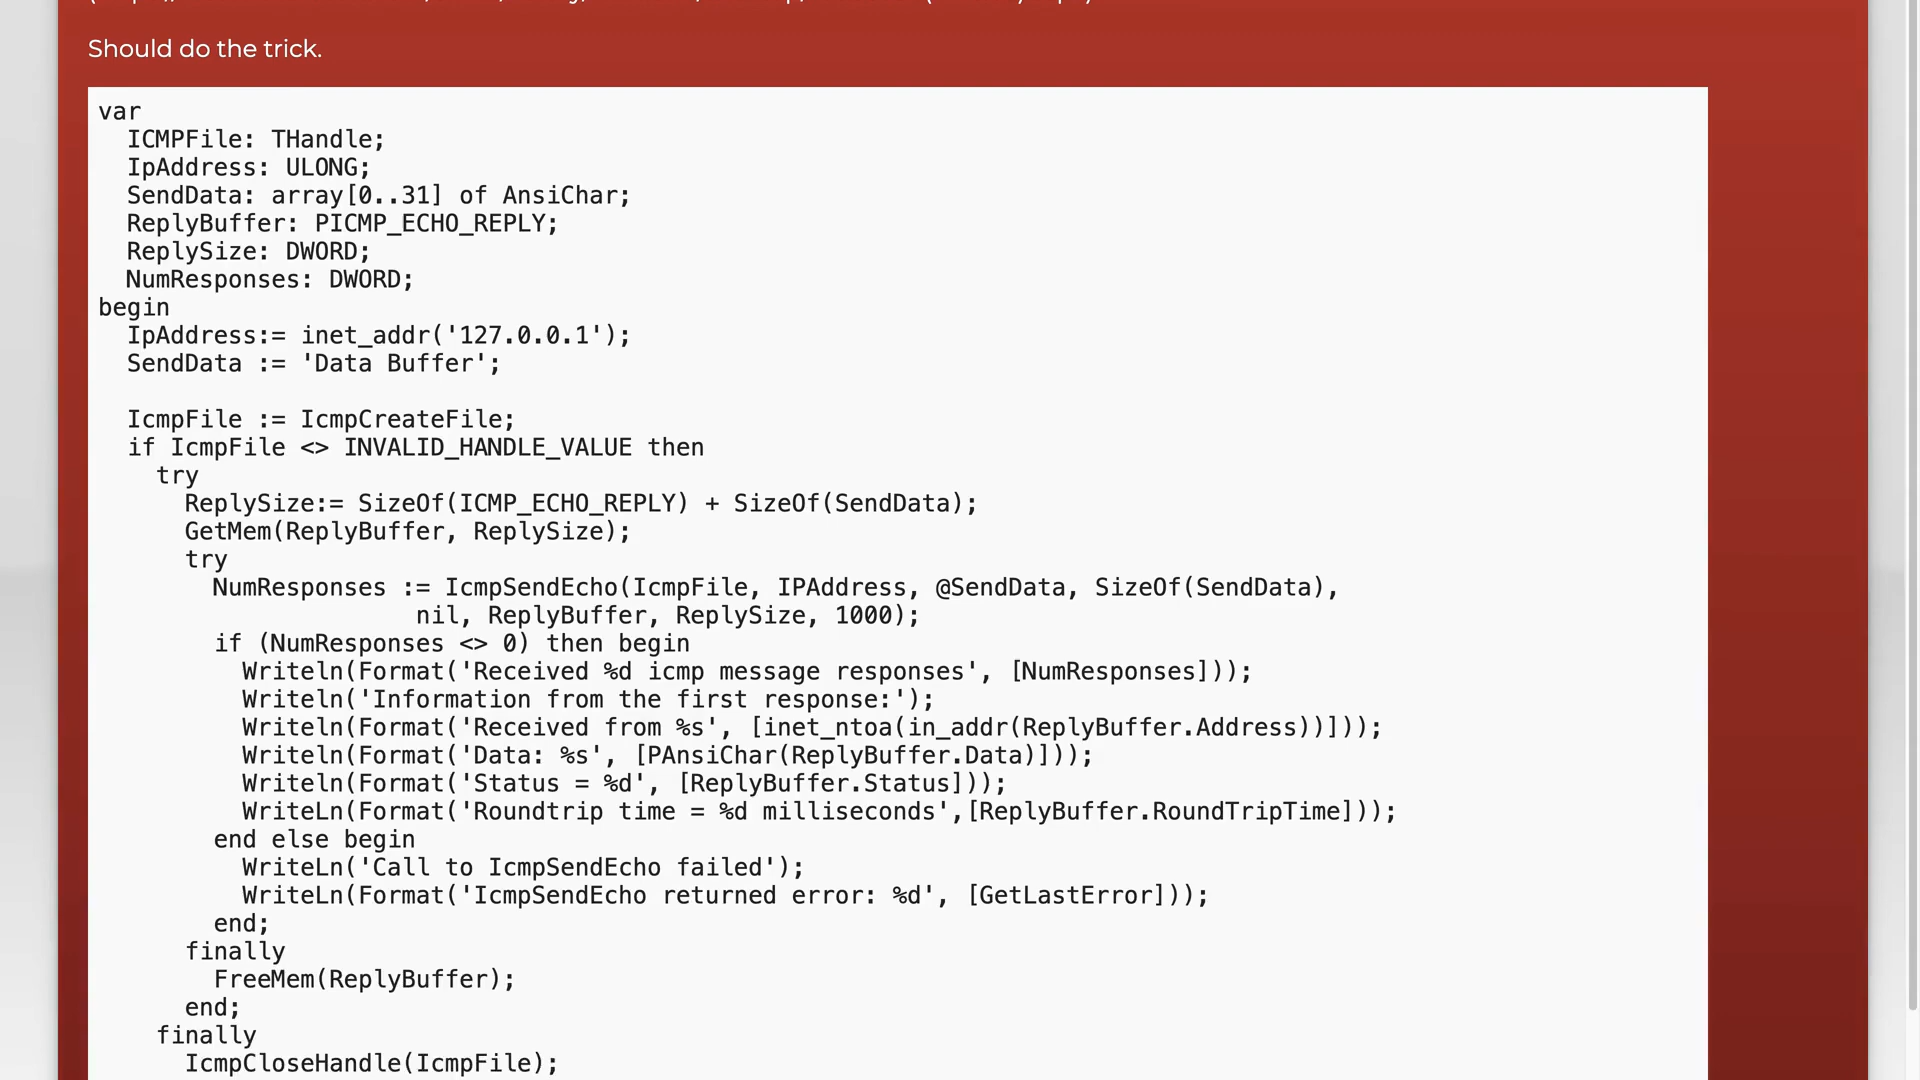 Should do the trick.
var
  ICMPFile: THandle;
  IpAddress: ULONG;
  SendData: array[0..31] of AnsiChar;
  ReplyBuffer: PICMP_ECHO_REPLY;
  ReplySize: DWORD;
  NumResponses: DWORD;
begin
  IpAddress:= inet_addr('127.0.0.1');
  SendData := 'Data Buffer';

  IcmpFile := IcmpCreateFile;
  if IcmpFile <> INVALID_HANDLE_VALUE then
    try
      ReplySize:= SizeOf(ICMP_ECHO_REPLY) + SizeOf(SendData);
      GetMem(ReplyBuffer, ReplySize);
      try
        NumResponses := IcmpSendEcho(IcmpFile, IPAddress, @SendData, SizeOf(SendData),
                      nil, ReplyBuffer, ReplySize, 1000);
        if (NumResponses <> 0) then begin
          Writeln(Format('Received %d icmp message responses', [NumResponses]));
          Writeln('Information from the first response:');
          Writeln(Format('Received from %s', [inet_ntoa(in_addr(ReplyBuffer.Address))]));
          Writeln(Format('Data: %s', [PAnsiChar(ReplyBuffer.Data)]));
          Writeln(Format('Status = %d', [ReplyBuffer.Status]));
          WriteLn(Format('Roundtrip time = %d milliseconds',[ReplyBuffer.RoundTripTime]));
        end else begin
          WriteLn('Call to IcmpSendEcho failed');
          WriteLn(Format('IcmpSendEcho returned error: %d', [GetLastError]));
        end;
      finally
        FreeMem(ReplyBuffer);
      end;
    finally
      IcmpCloseHandle(IcmpFile);